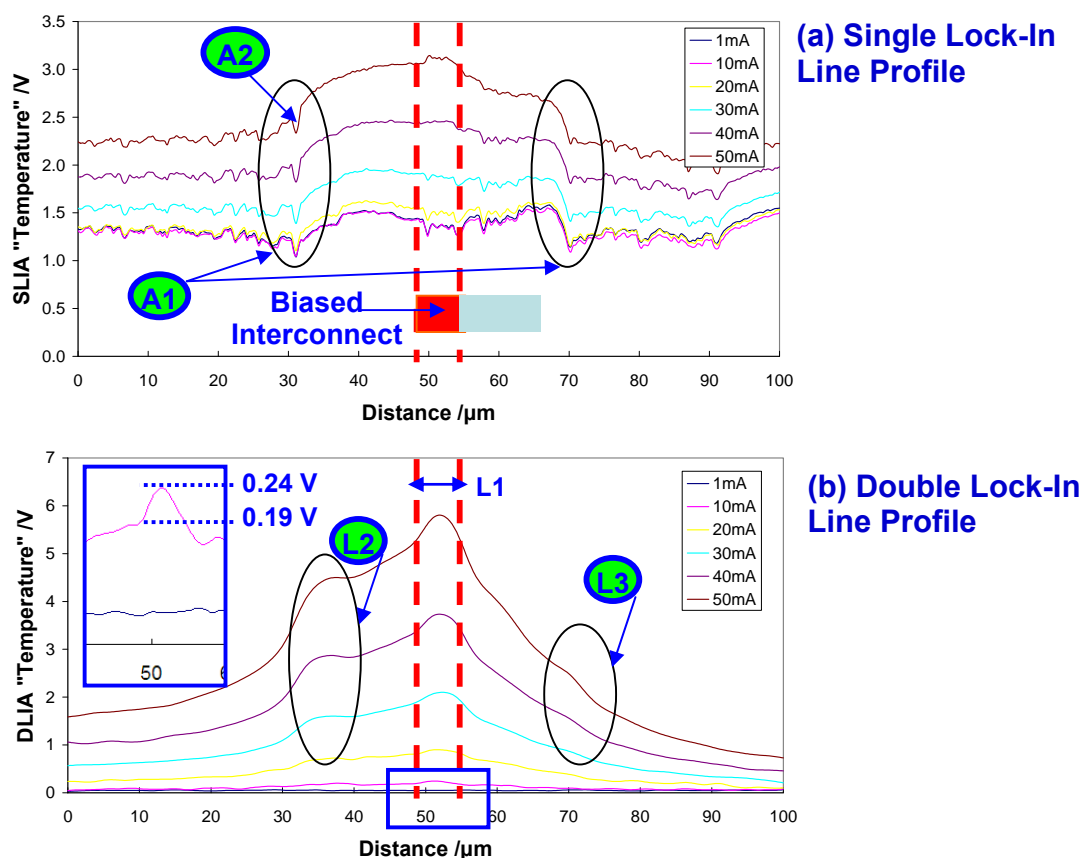 (a) Single Lock-In
Line Profile
SLIA "Temperature" /V
3.5
3.0
2.5
2.0
1.5
1.0
0.5
0.0
A2
A1
Biased
Interconnect
1mA
10mA
20mA
30mA
40mA
50mA
0 10 20 30 40 50 60 70 80 90 100
Distance /µm
(b) Double Lock-In
Line Profile
DLIA "Temperature" /V
7
6
5
4
3
2
1
0
0.24 V
0.19 V
50
L1
L2
L3
1mA
10mA
20mA
30mA
40mA
50mA
0 10 20 30 40 50 60 70 80 90 100
Distance /µm